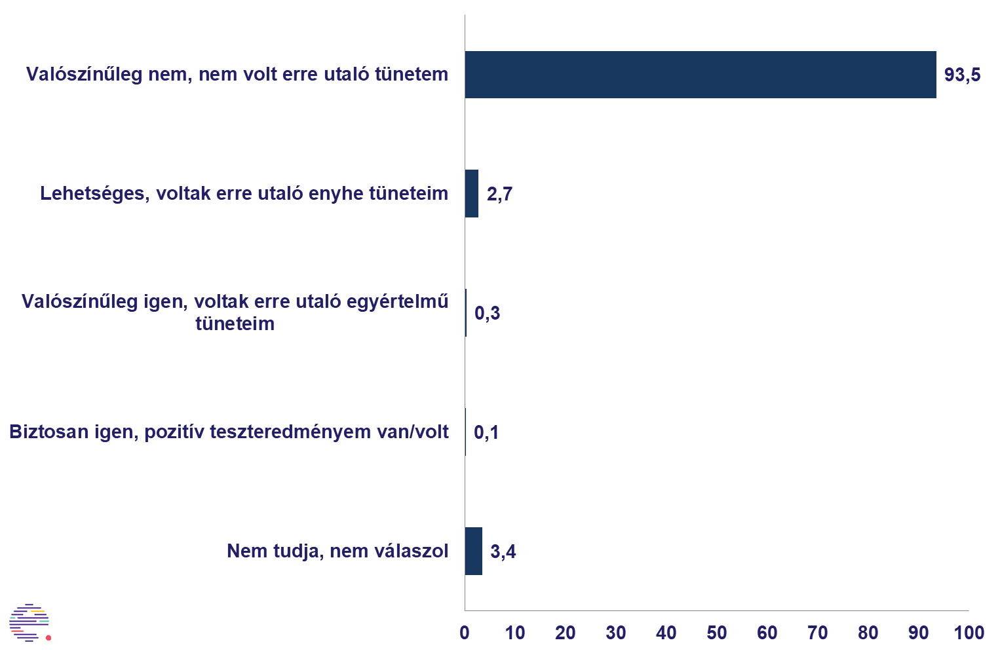 Valószínűleg nem, nem volt erre utaló tünetem
93,5
Lehetséges, voltak erre utaló enyhe tüneteim
2,7
Valószínűleg igen, voltak erre utaló egyértelmű
tüneteim
0,3
Biztosan igen, pozitív teszteredményem van/volt
0,1
Nem tudja, nem válaszol
3,4
0 10 20 30 40 50 60 70 80 90 100